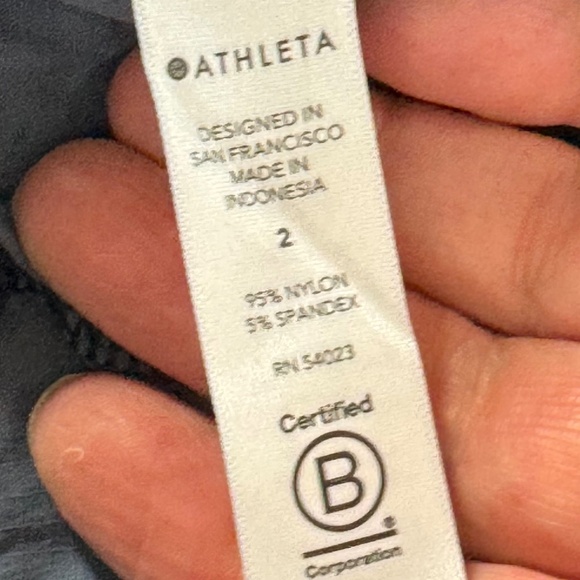 ATHLETA
DESIGNED IN
SAN FRANCISCO
MADE IN
INDONESIA
2
95% NYLON
5% SPANDEX
RN 54023
Certified
B
®
Corporation